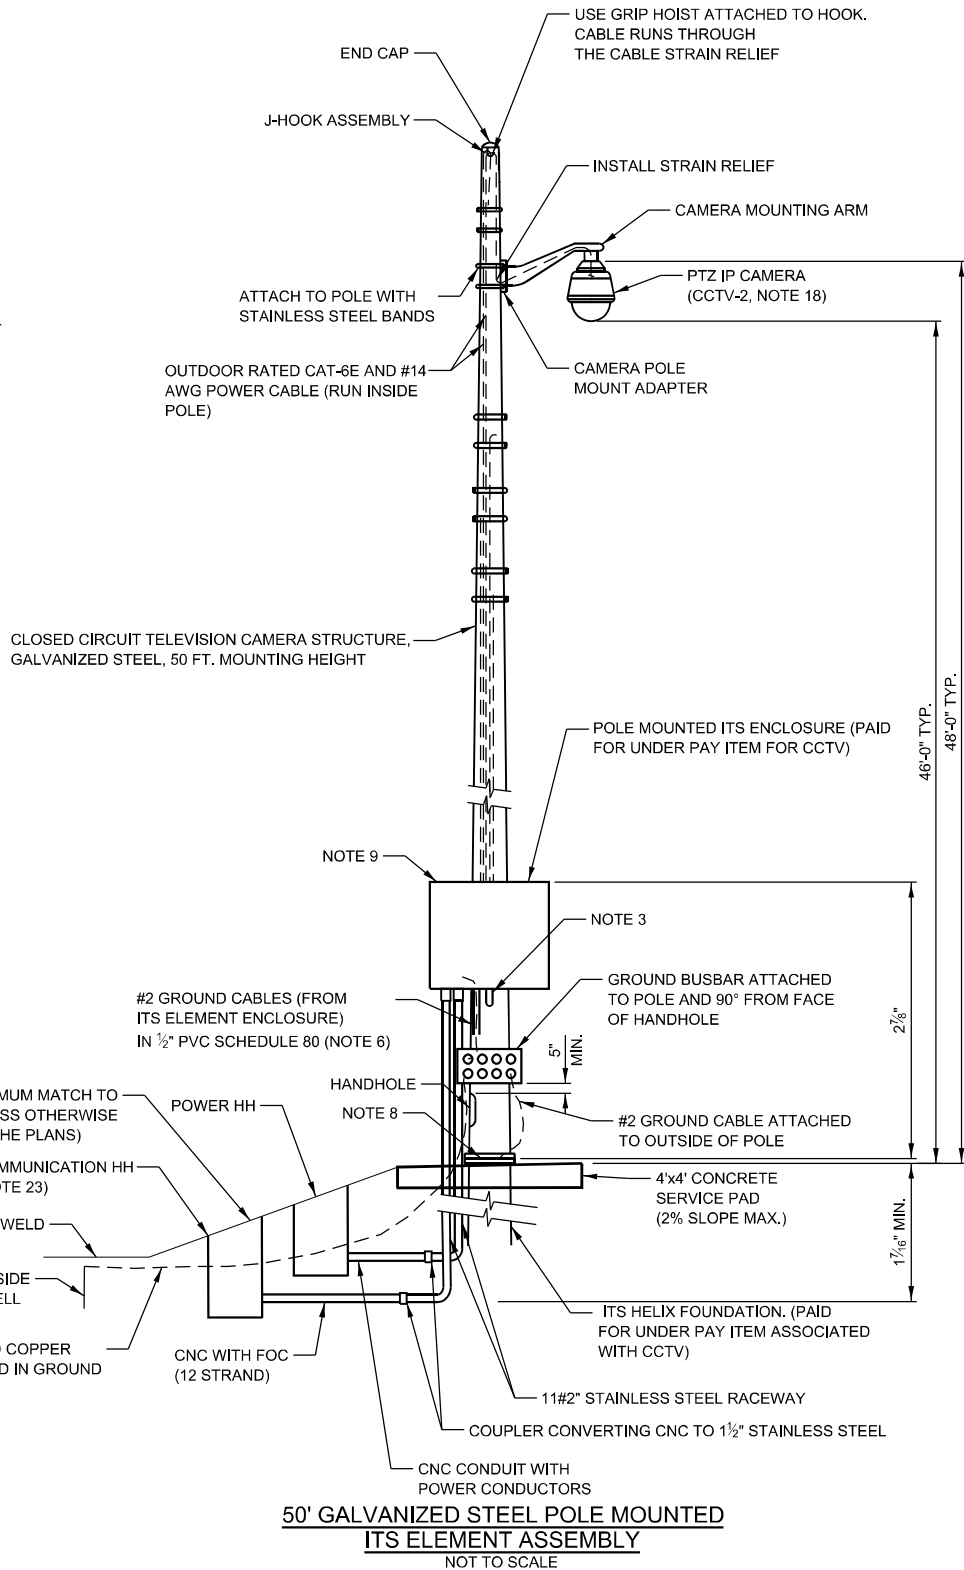 USE GRIP HOIST ATTACHED TO HOOK.
CABLE RUNS THROUGH
THE CABLE STRAIN RELIEF
END CAP
J-HOOK ASSEMBLY
INSTALL STRAIN RELIEF
CAMERA MOUNTING ARM
PTZ IP CAMERA
(CCTV-2, NOTE 18)
ATTACH TO POLE WITH
STAINLESS STEEL BANDS
OUTDOOR RATED CAT-6E AND #14
AWG POWER CABLE (RUN INSIDE
POLE)
CAMERA POLE
MOUNT ADAPTER
CLOSED CIRCUIT TELEVISION CAMERA STRUCTURE,
GALVANIZED STEEL, 50 FT. MOUNTING HEIGHT
46'-0" TYP.
48'-0" TYP.
POLE MOUNTED ITS ENCLOSURE (PAID
FOR UNDER PAY ITEM FOR CCTV)
NOTE 9
NOTE 3
#2 GROUND CABLES (FROM
ITS ELEMENT ENCLOSURE)
IN ½" PVC SCHEDULE 80 (NOTE 6)
GROUND BUSBAR ATTACHED
TO POLE AND 90° FROM FACE
OF HANDHOLE
5"
MIN.
2⅞"
HANDHOLE
NOTE 8
#2 GROUND CABLE ATTACHED
TO OUTSIDE OF POLE
MUM MATCH TO
SS OTHERWISE
HE PLANS)
POWER HH
MMUNICATION HH
OTE 23)
4'x4' CONCRETE
SERVICE PAD
(2% SLOPE MAX.)
WELD
1⁷⁄₁₆" MIN.
SIDE
ELL
ITS HELIX FOUNDATION. (PAID
FOR UNDER PAY ITEM ASSOCIATED
WITH CCTV)
COPPER
D IN GROUND
CNC WITH FOC
(12 STRAND)
11#2" STAINLESS STEEL RACEWAY
COUPLER CONVERTING CNC TO 1½" STAINLESS STEEL
CNC CONDUIT WITH
POWER CONDUCTORS
50' GALVANIZED STEEL POLE MOUNTED
ITS ELEMENT ASSEMBLY
NOT TO SCALE